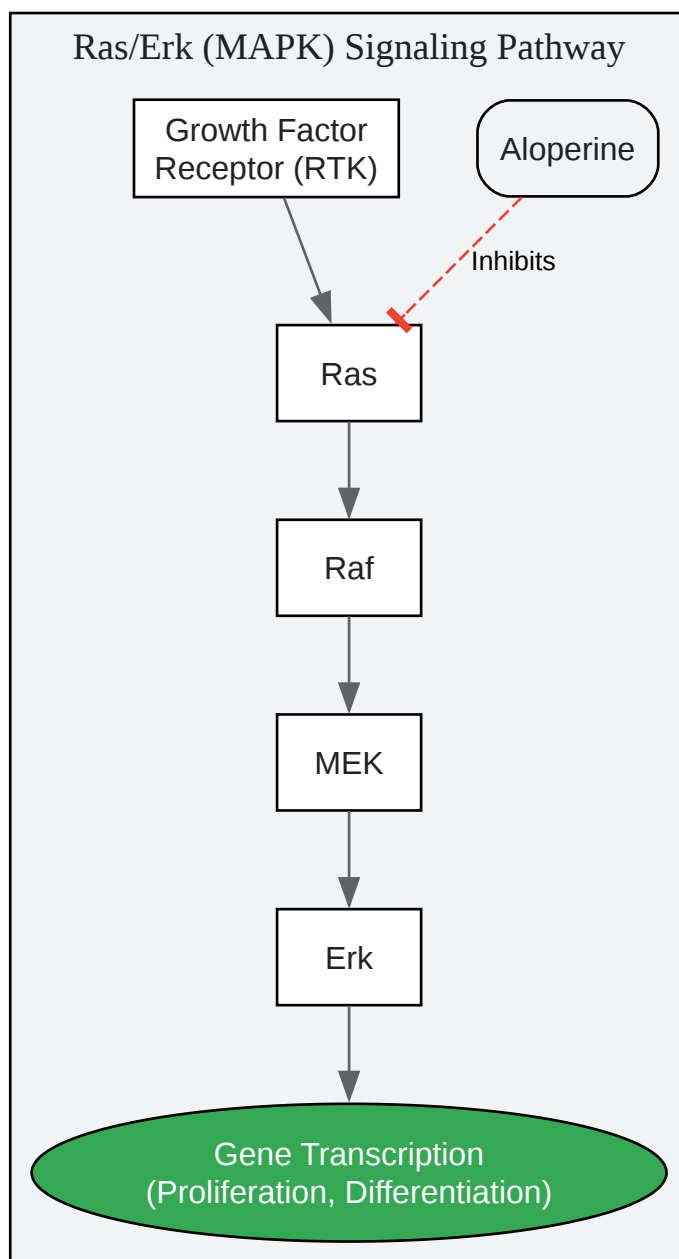 Ras/Erk (MAPK) Signaling Pathway
Growth Factor
Receptor (RTK)
Aloperine
Inhibits
Ras
Raf
MEK
Erk
Gene Transcription
(Proliferation, Differentiation)